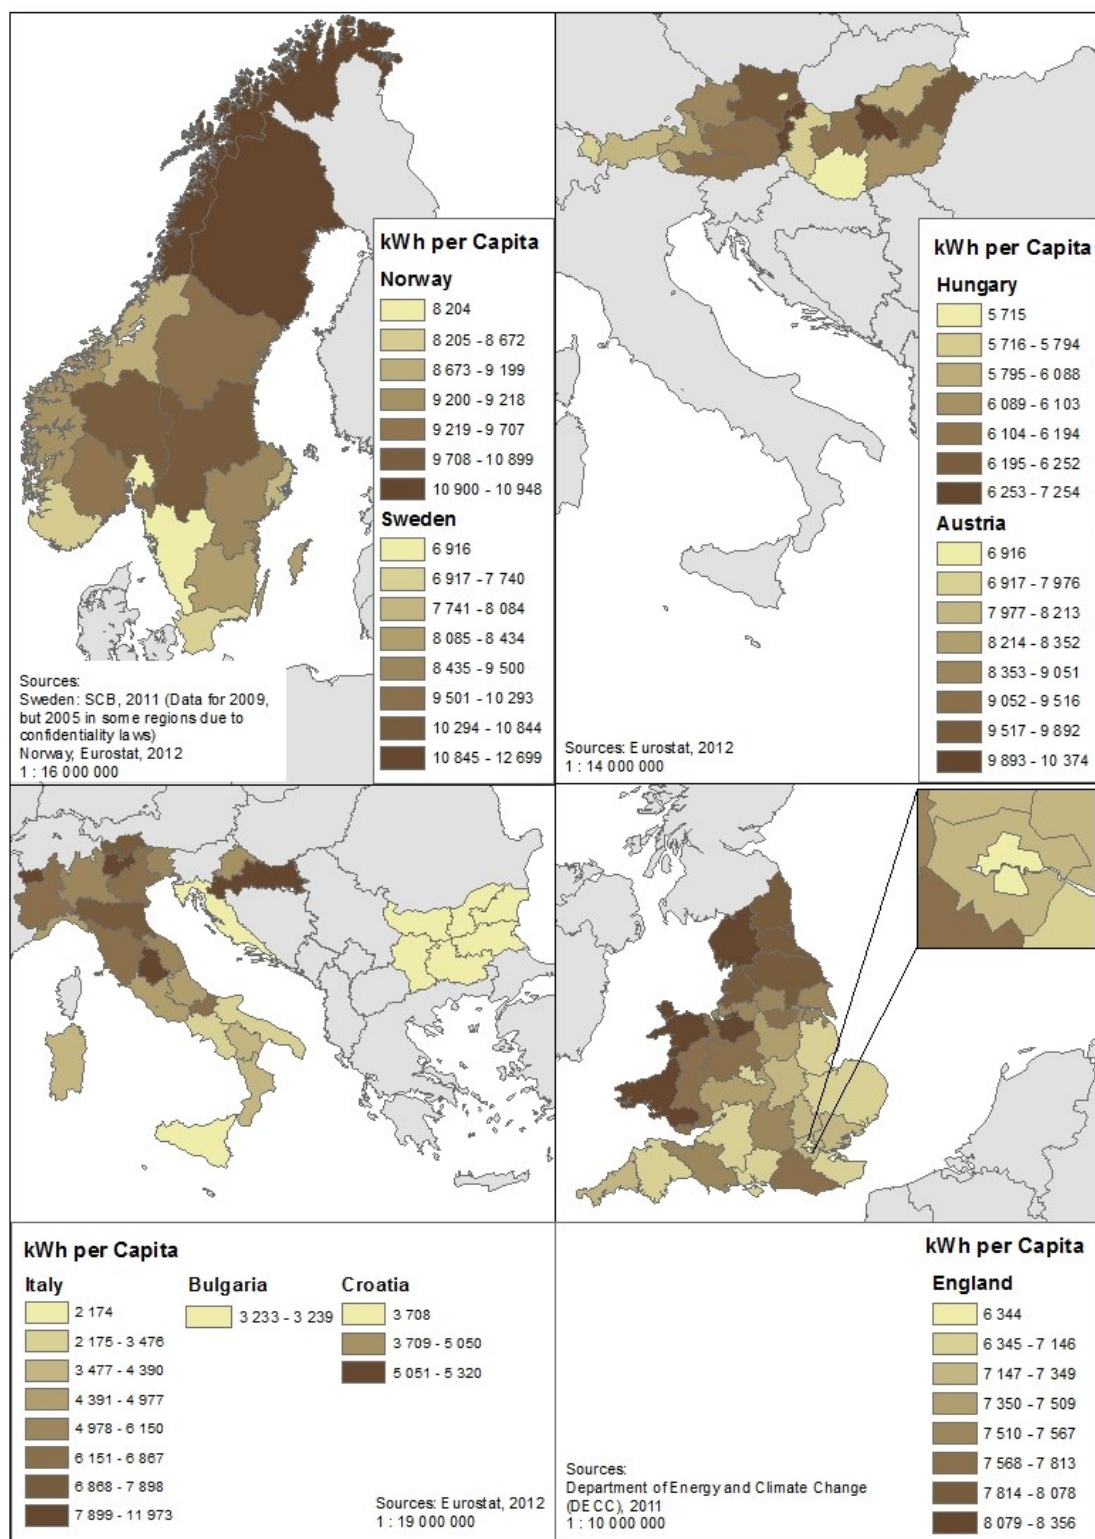 kWh per Capita
Norway
8 204
8 205 - 8 672
8 673 - 9 199
9 200 - 9 218
9 219 - 9 707
9 708 - 10 899
10 900 - 10 948
Sweden
6 916
6 917 - 7 740
7 741 - 8 084
8 085 - 8 434
8 435 - 9 500
9 501 - 10 293
10 294 - 10 844
10 845 - 12 699
Sources:
Sweden: SCB, 2011 (Data for 2009,
but 2005 in some regions due to
confidentiality laws)
Norway, Eurostat, 2012
1 : 16 000 000
kWh per Capita
Hungary
5 715
5 716 - 5 794
5 795 - 6 088
6 089 - 6 103
6 104 - 6 194
6 195 - 6 252
6 253 - 7 254
Austria
6 916
6 917 - 7 976
7 977 - 8 213
8 214 - 8 352
8 353 - 9 051
9 052 - 9 516
9 517 - 9 892
9 893 - 10 374
Sources: Eurostat, 2012
1 : 14 000 000
kWh per Capita
Italy
2 174
2 175 - 3 476
3 477 - 4 390
4 391 - 4 977
4 978 - 6 150
6 151 - 6 867
6 868 - 7 898
7 899 - 11 973
Bulgaria
3 233 - 3 239
Croatia
3 708
3 709 - 5 050
5 051 - 5 320
Sources: Eurostat, 2012
1 : 19 000 000
kWh per Capita
England
6 344
6 345 - 7 146
7 147 - 7 349
7 350 - 7 509
7 510 - 7 567
7 568 - 7 813
7 814 - 8 078
8 079 - 8 356
Sources:
Department of Energy and Climate Change
(DECC), 2011
1 : 10 000 000